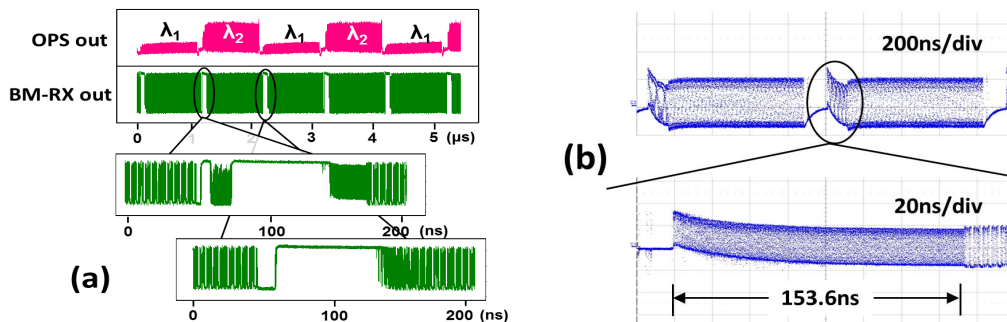 OPS out
λ1 λ2 λ1 λ2 λ1
BM-RX out
0 1 2 3 4 5 (µs)
0 100 200 (ns)
0 100 200 (ns)
(a)
200ns/div
(b)
20ns/div
153.6ns